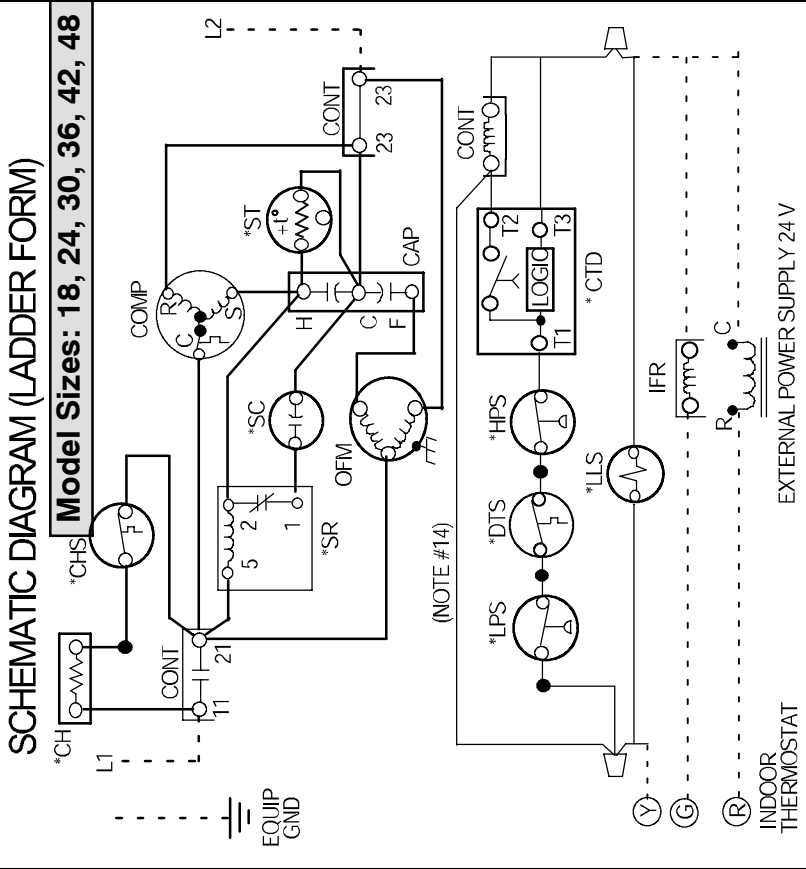 SCHEMATIC DIAGRAM (LADDER FORM)
Model Sizes: 18, 24, 30, 36, 42, 48
*CH
*CHS
L1
L2
EQUIP
GND
CONT
11
21
COMP
C
R
S
*ST
+t°
CONT
23
23
*SR
5
2
1
*SC
H
C
F
CAP
OFM
(NOTE #14)
CONT
*LPS
*DTS
*HPS
T1
T2
T3
LOGIC
* CTD
*LLS
IFR
R
C
Y
G
R
INDOOR
THERMOSTAT
EXTERNAL POWER SUPPLY 24 V